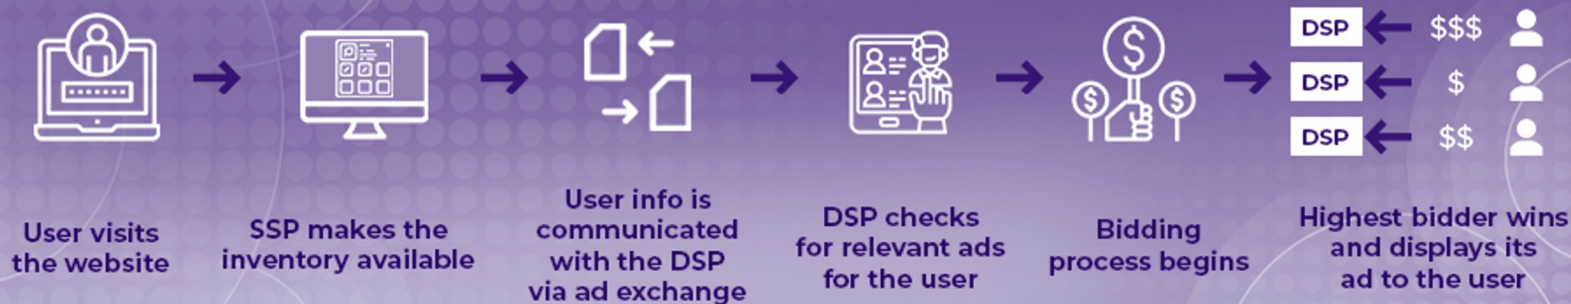 User visits
the website
SSP makes the
inventory available
User info is
communicated
with the DSP
via ad exchange
DSP checks
for relevant ads
for the user
$
$ $
Bidding
process begins
DSP $$$
DSP $
DSP $$
Highest bidder wins
and displays its
ad to the user